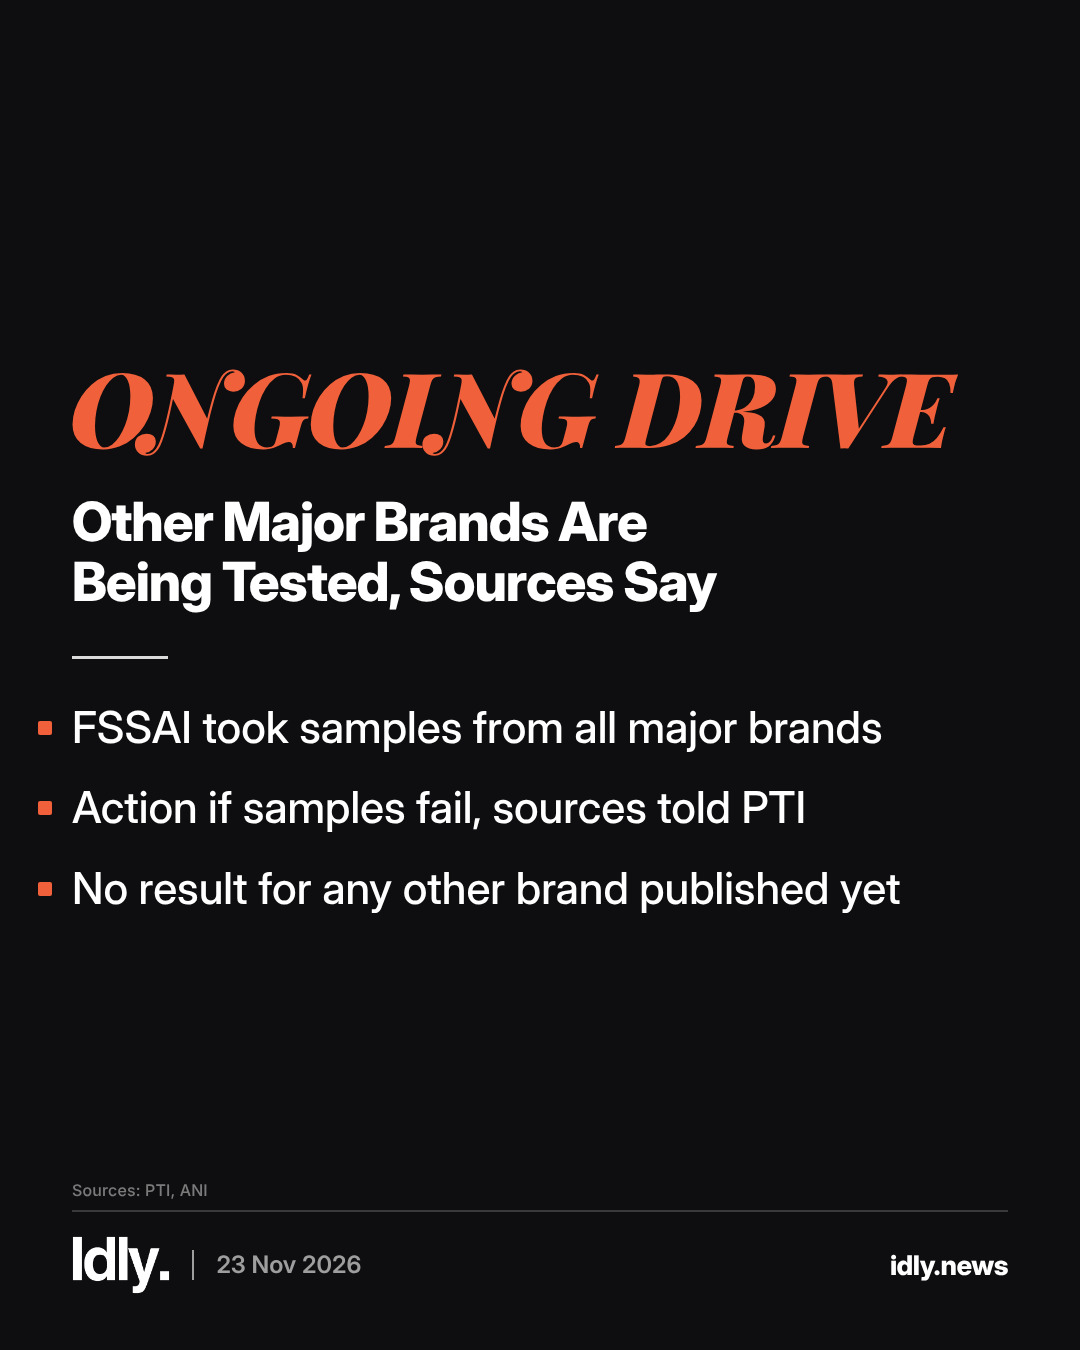 ONGOING DRIVE
Other Major Brands Are
Being Tested, Sources Say
FSSAI took samples from all major brands
Action if samples fail, sources told PTI
No result for any other brand published yet
Sources: PTI, ANI
Idly. | 23 Nov 2026
idly.news